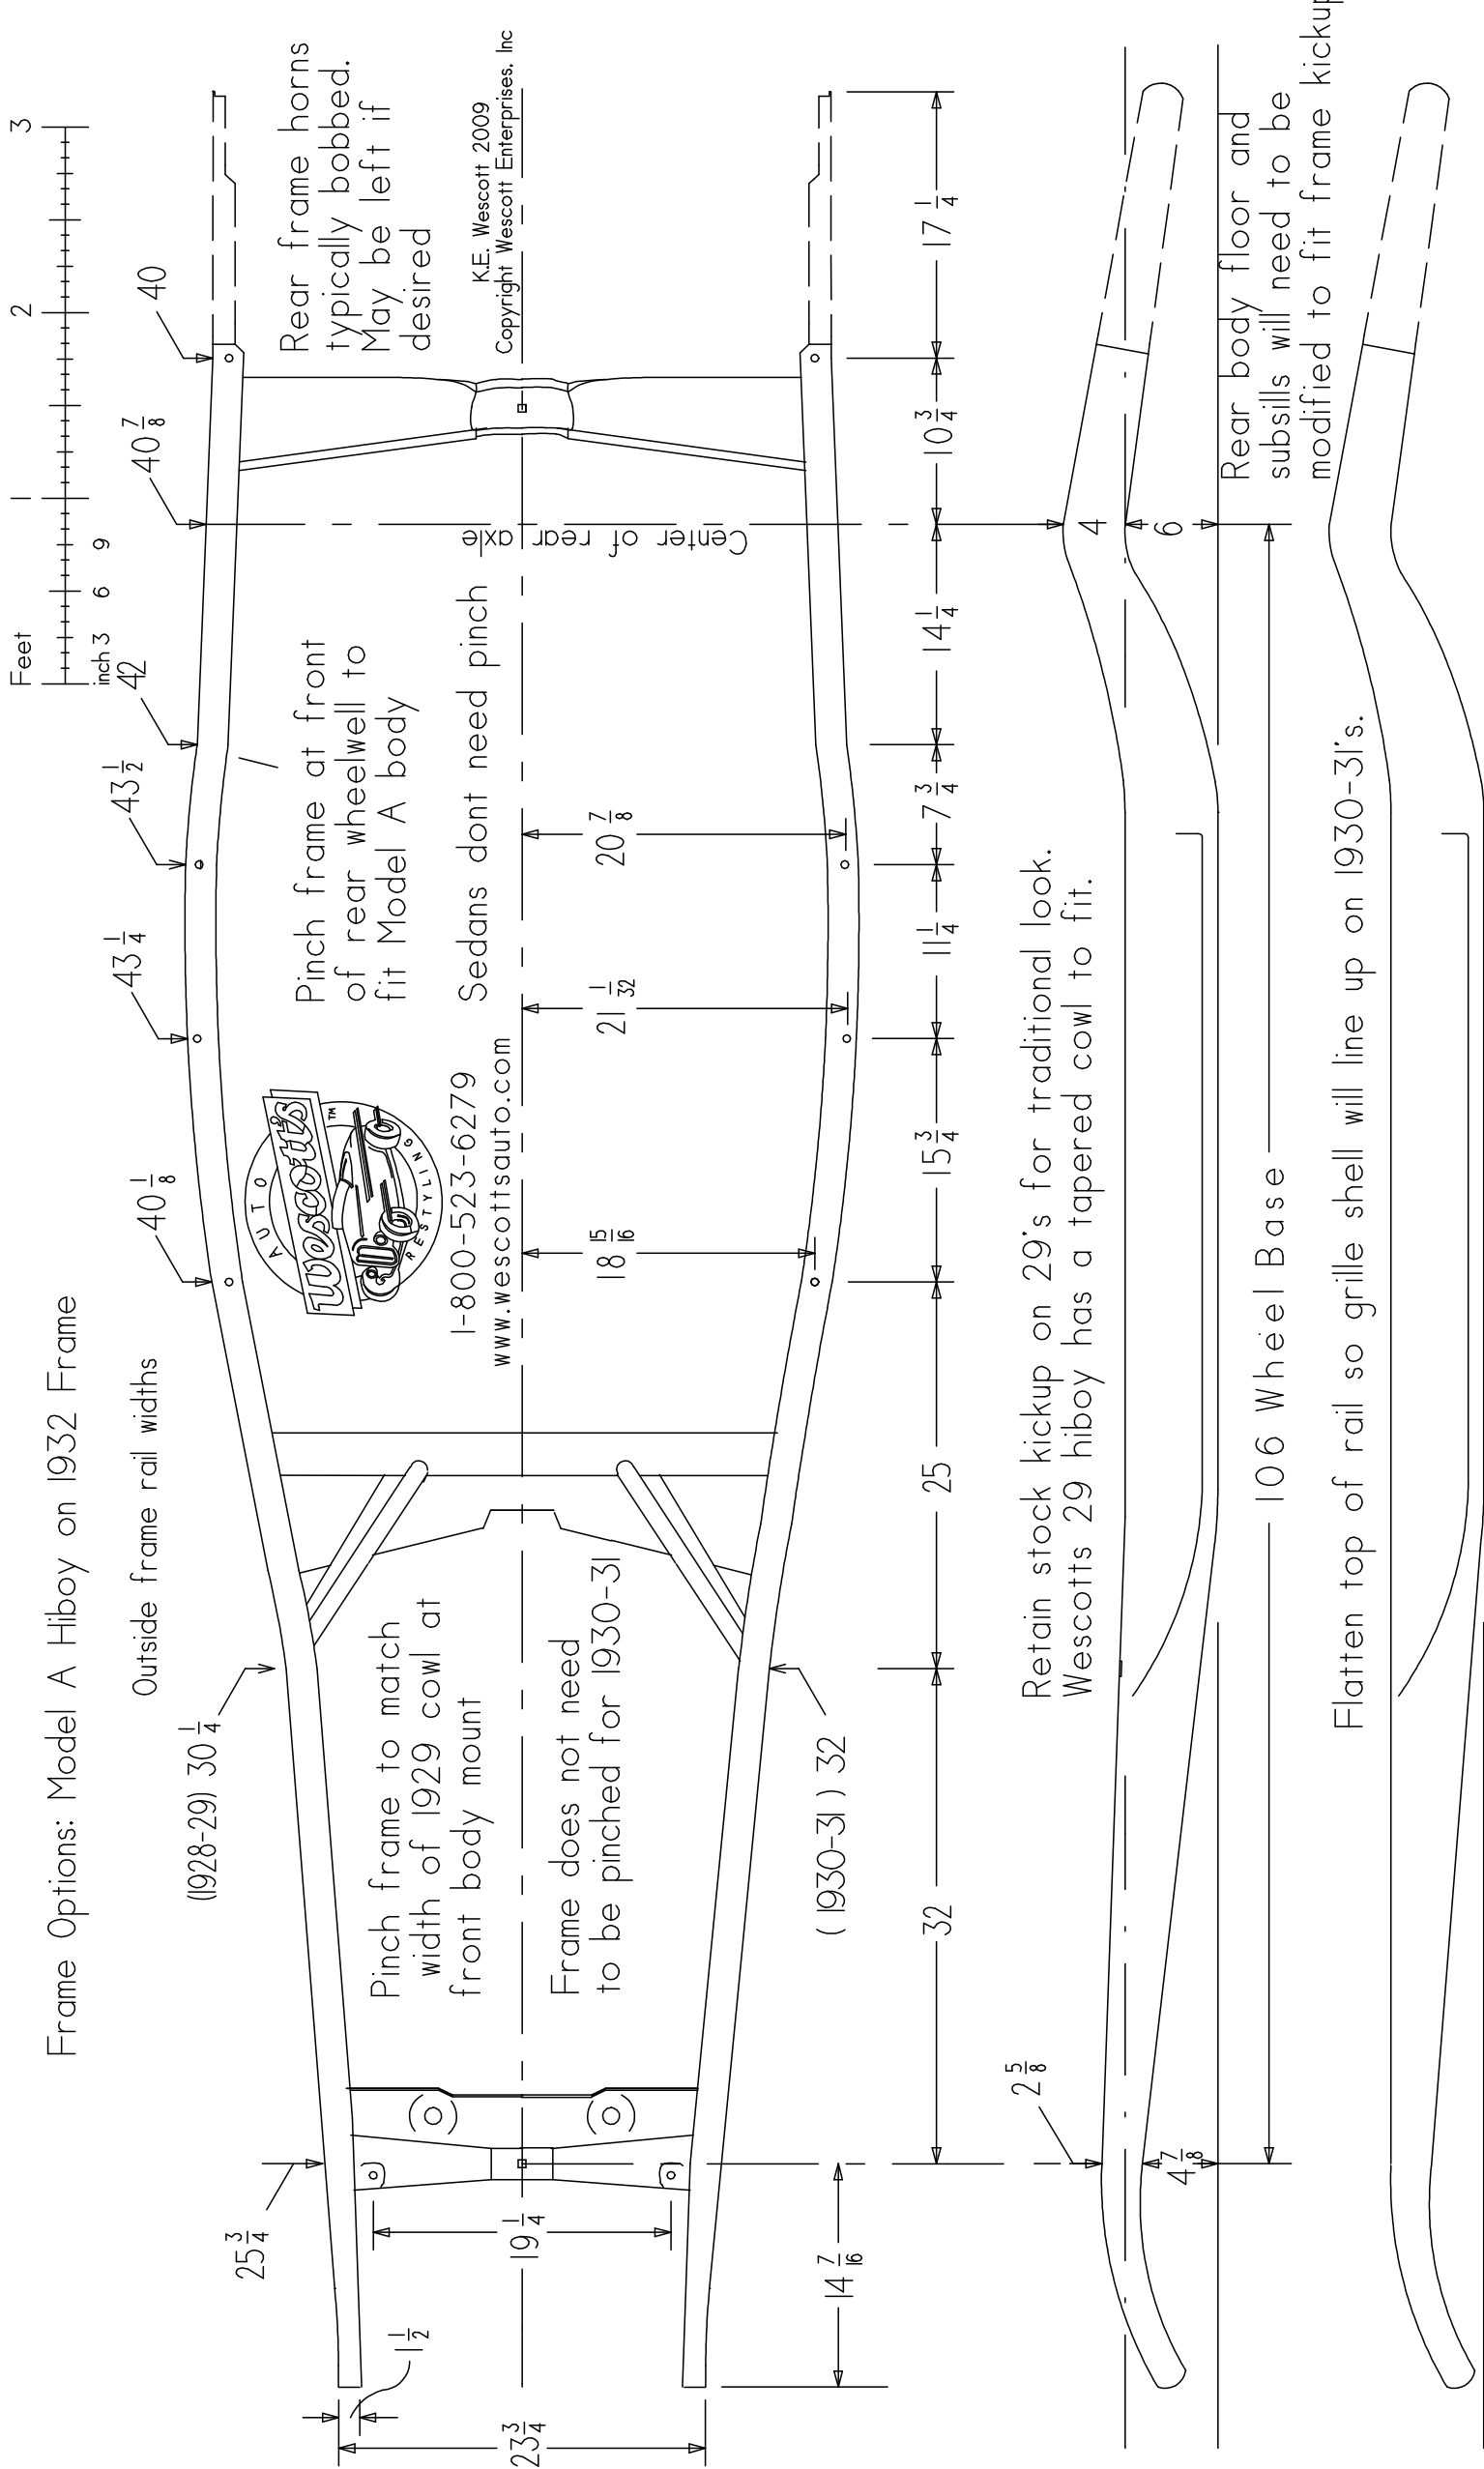 Frame Options: Model A Hiboy on 1932 Frame
Feet
1
2
3
inch 3 6 9
Outside frame rail widths
(1928-29) 30 1/4
40 1/8
43 1/4
43 1/2
42
40 7/8
40
25 3/4
1 1/2
23 3/4
19 1/4
Pinch frame to match
width of 1929 cowl at
front body mount
Frame does not need
to be pinched for 1930-31
AUTO
Wescott's
TM
RESTYLING
1-800-523-6279
www.wescottsauto.com
Pinch frame at front
of rear wheelwell to
fit Model A body
Sedans dont need pinch
Center of rear axle
Rear frame horns
typically bobbed.
May be left if
desired
K.E. Wescott 2009
Copyright Wescott Enterprises, Inc
18 15/16
21 1/32
20 7/8
(1930-31) 32
14 7/16
32
25
15 3/4
11 1/4
7 3/4
14 1/4
10 3/4
17 1/4
Retain stock kickup on 29's for traditional look.
Wescotts 29 hiboy has a tapered cowl to fit.
2 5/8
4 7/8
4
6
106 Wheel Base
Rear body floor and
subsills will need to be
modified to fit frame kickup
Flatten top of rail so grille shell will line up on 1930-31's.